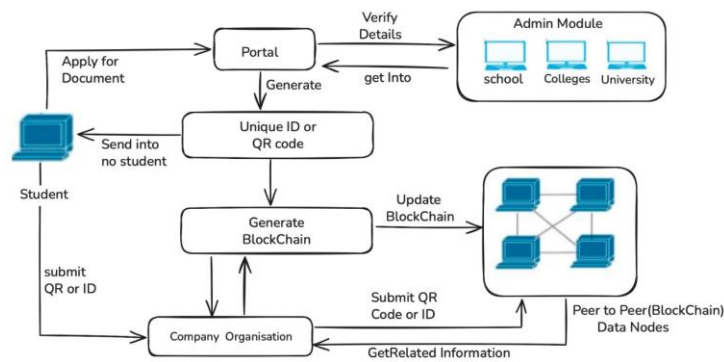 Verify
Details
Admin Module
Portal
Apply for
Document
get Into
school
Colleges
University
Generate
Unique ID or
QR code
Send into
no student
Student
Generate
BlockChain
Update
BlockChain
submit
QR or ID
Submit QR
Code or ID
Peer to Peer(BlockChain)
Data Nodes
Company Organisation
GetRelated Information